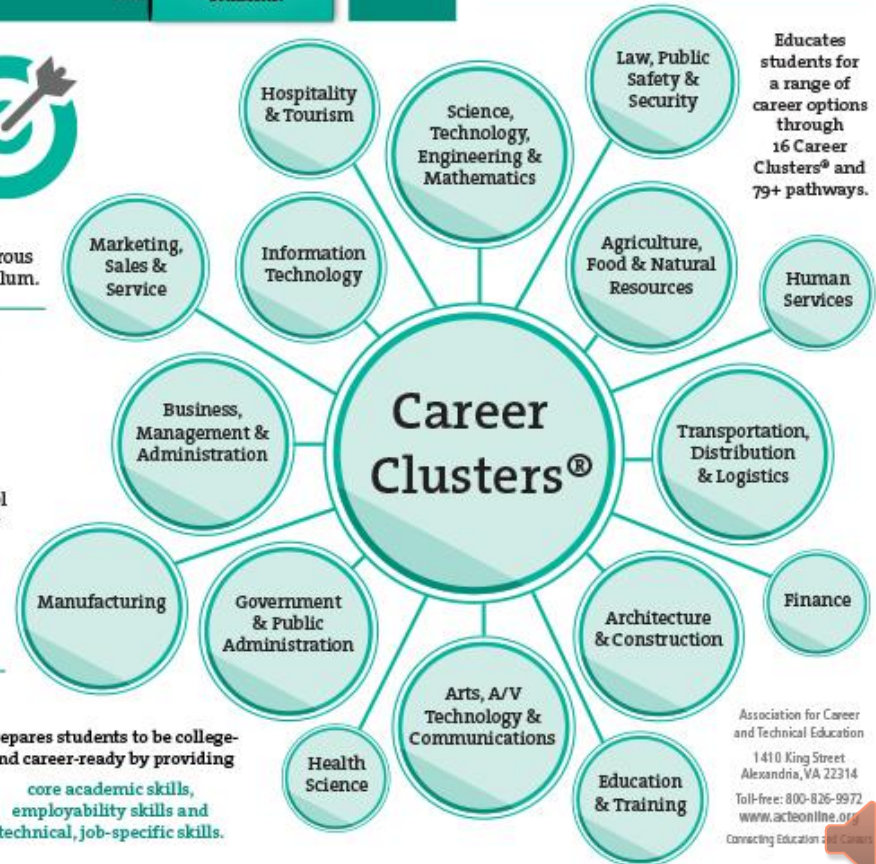 Hospitality
& Tourism
Science,
Technology,
Engineering &
Mathematics
Law, Public
Safety &
Security
Educates
students for
a range of
career options
through
16 Career
Clusters® and
79+ pathways.
Marketing,
Sales &
Service
Information
Technology
Agriculture,
Food & Natural
Resources
Human
Services
Business,
Management &
Administration
Career
Clusters®
Transportation,
Distribution
& Logistics
Manufacturing
Government
& Public
Administration
Architecture
& Construction
Finance
Arts, A/V
Technology &
Communications
Health
Science
Education
& Training
epares students to be college-
nd career-ready by providing
core academic skills,
employability skills and
technical, job-specific skills.
Association for Career
and Technical Education
1410 King Street
Alexandria, VA 22314
Toll-free: 800-826-9972
www.acteonline.org
Connecting Education and Careers